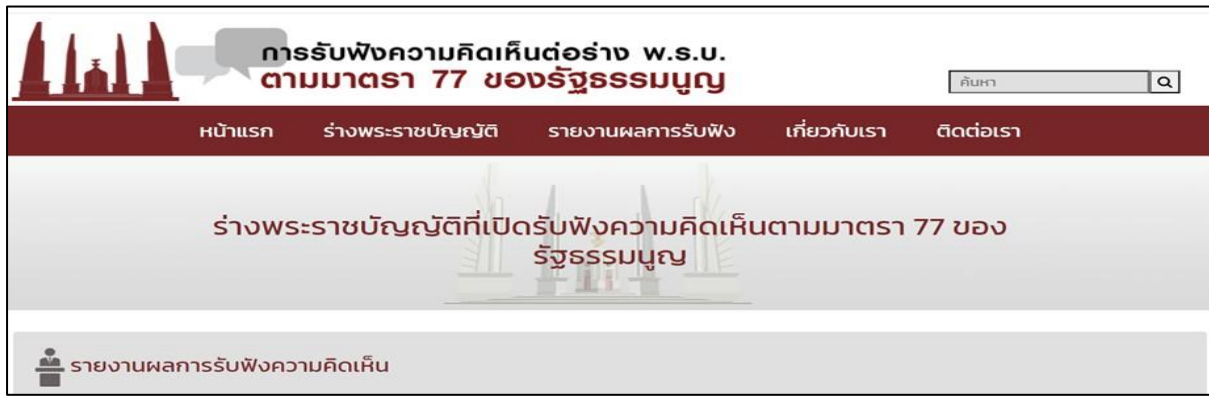 การรับฟังความคิดเห็นต่อร่าง พ.ร.บ.
ตามมาตรา 77 ของรัฐธรรมนูญ
ค้นหา
หน้าแรก ร่างพระราชบัญญัติ รายงานผลการรับฟัง เกี่ยวกับเรา ติดต่อเรา
ร่างพระราชบัญญัติที่เปิดรับฟังความคิดเห็นตามมาตรา 77 ของ
รัฐธรรมนูญ
รายงานผลการรับฟังความคิดเห็น